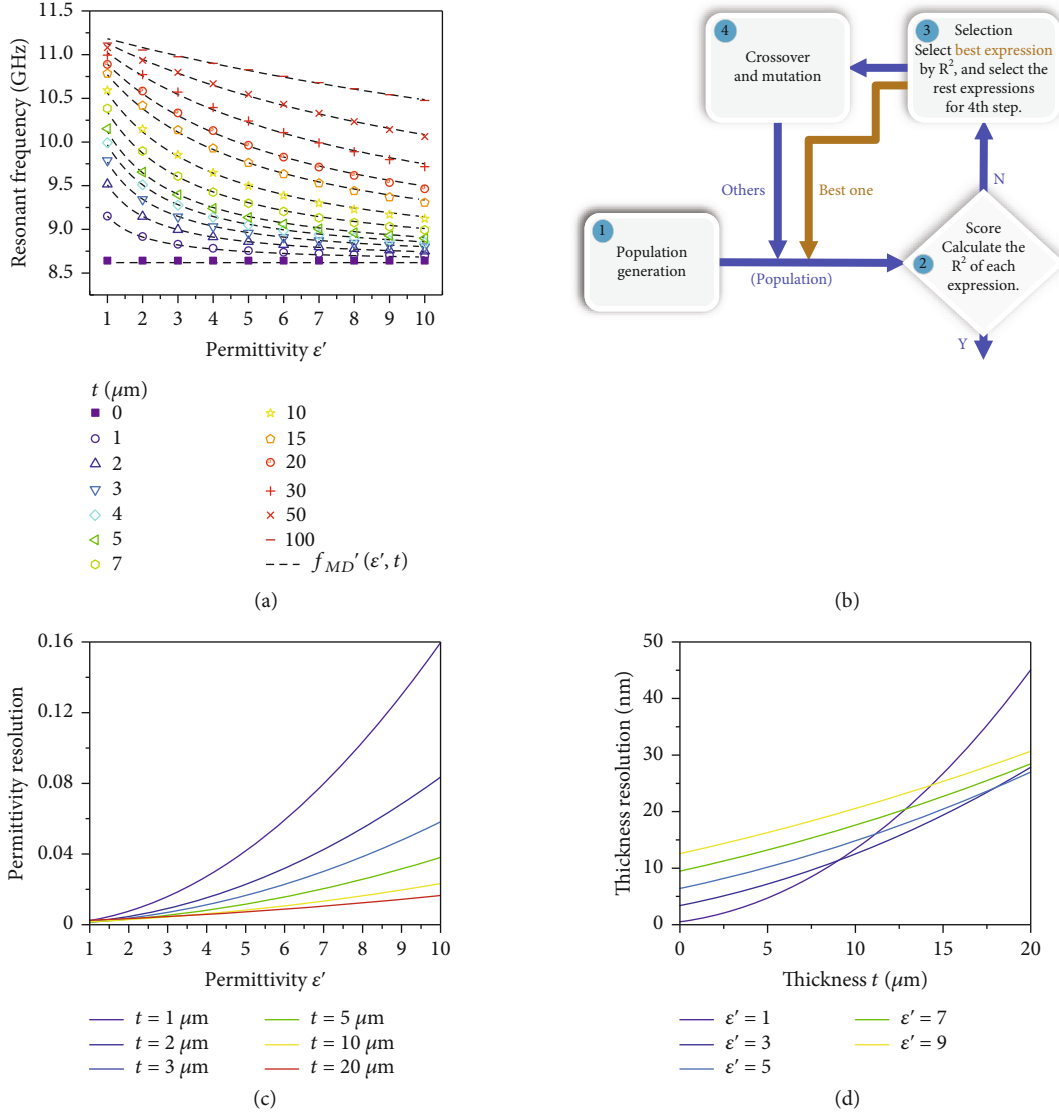 11.5
11.0
10.5
10.0
9.5
9.0
8.5
Resonant frequency (GHz)
1 2 3 4 5 6 7 8 9 10
Permittivity ε′
t (μm)
0
1
2
3
4
5
7
10
15
20
30
50
100
f_MD′ (ε′, t)
(a)
4
Crossover
and mutation
3
Selection
Select best expression
by R², and select the
rest expressions
for 4th step.
Others
Best one
N
1
Population
generation
(Population)
2
Score
Calculate the
R² of each
expression.
Y
(b)
0.16
0.12
0.08
0.04
0
Permittivity resolution
1 2 3 4 5 6 7 8 9 10
Permittivity ε′
t = 1 μm
t = 2 μm
t = 3 μm
t = 5 μm
t = 10 μm
t = 20 μm
(c)
50
40
30
20
10
0
Thickness resolution (nm)
0 5 10 15 20
Thickness t (μm)
ε′ = 1
ε′ = 3
ε′ = 5
ε′ = 7
ε′ = 9
(d)